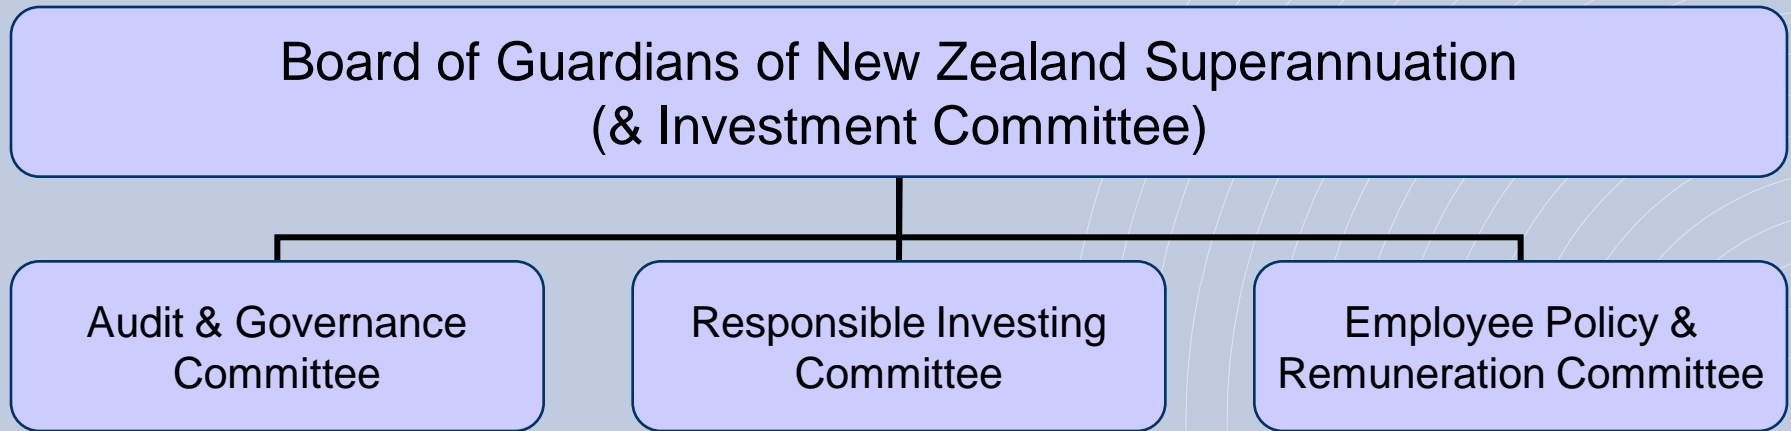 Board of Guardians of New Zealand Superannuation
(& Investment Committee)
Audit & Governance
Committee
Responsible Investing
Committee
Employee Policy &
Remuneration Committee